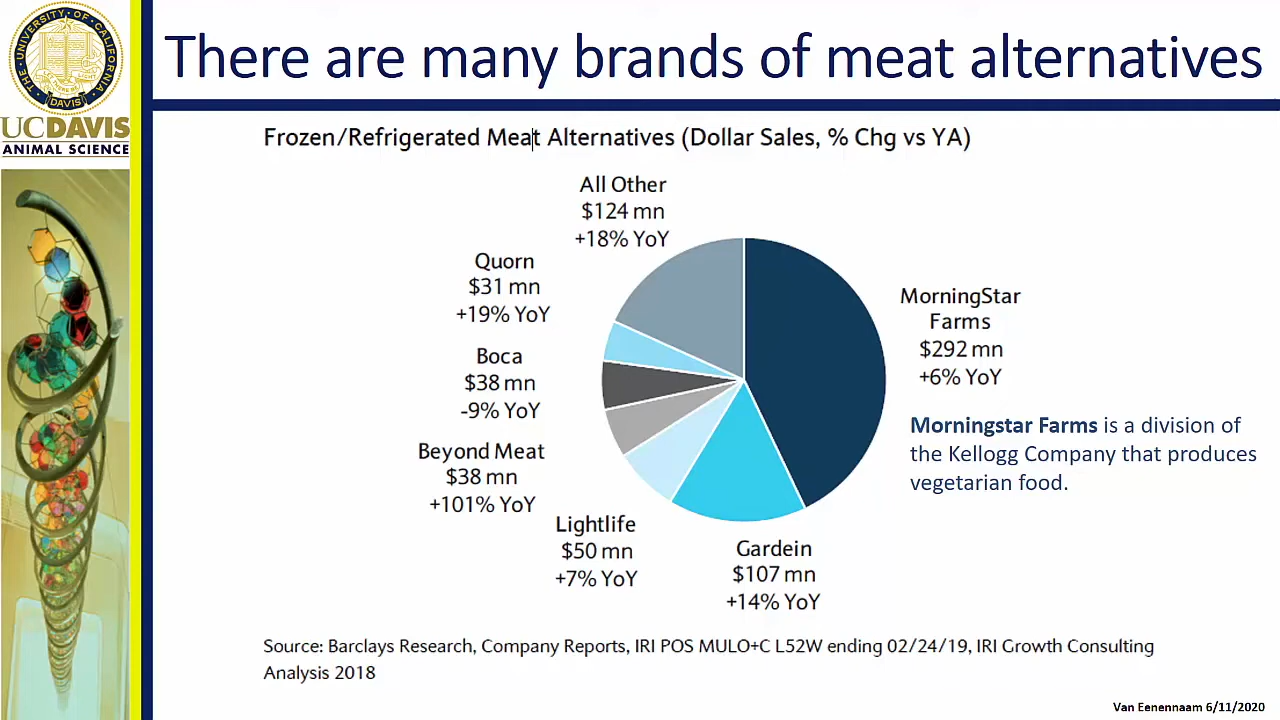 There are many brands of meat alternatives
THE UNIVERSITY OF CALIFORNIA
DAVIS
UCDAVIS
ANIMAL SCIENCE
Frozen/Refrigerated Meat Alternatives (Dollar Sales, % Chg vs YA)
All Other
$124 mn
+18% YoY
Quorn
$31 mn
+19% YoY
Boca
$38 mn
-9% YoY
Beyond Meat
$38 mn
+101% YoY
Lightlife
$50 mn
+7% YoY
Gardein
$107 mn
+14% YoY
MorningStar
Farms
$292 mn
+6% YoY
Morningstar Farms is a division of
the Kellogg Company that produces
vegetarian food.
Source: Barclays Research, Company Reports, IRI POS MULO+C L52W ending 02/24/19, IRI Growth Consulting
Analysis 2018
Van Eenennaam 6/11/2020